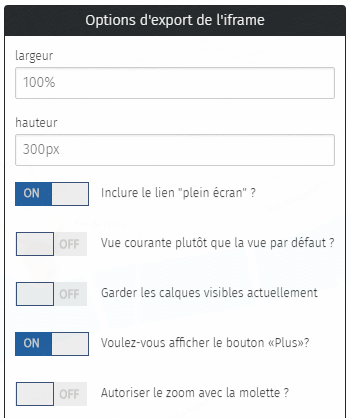 Options d'export de l'iframe
largeur
100%
hauteur
300px
ON Inclure le lien "plein écran" ?
OFF Vue courante plutôt que la vue par défaut ?
OFF Garder les calques visibles actuellement
ON Voulez-vous afficher le bouton «Plus»?
OFF Autoriser le zoom avec la molette ?